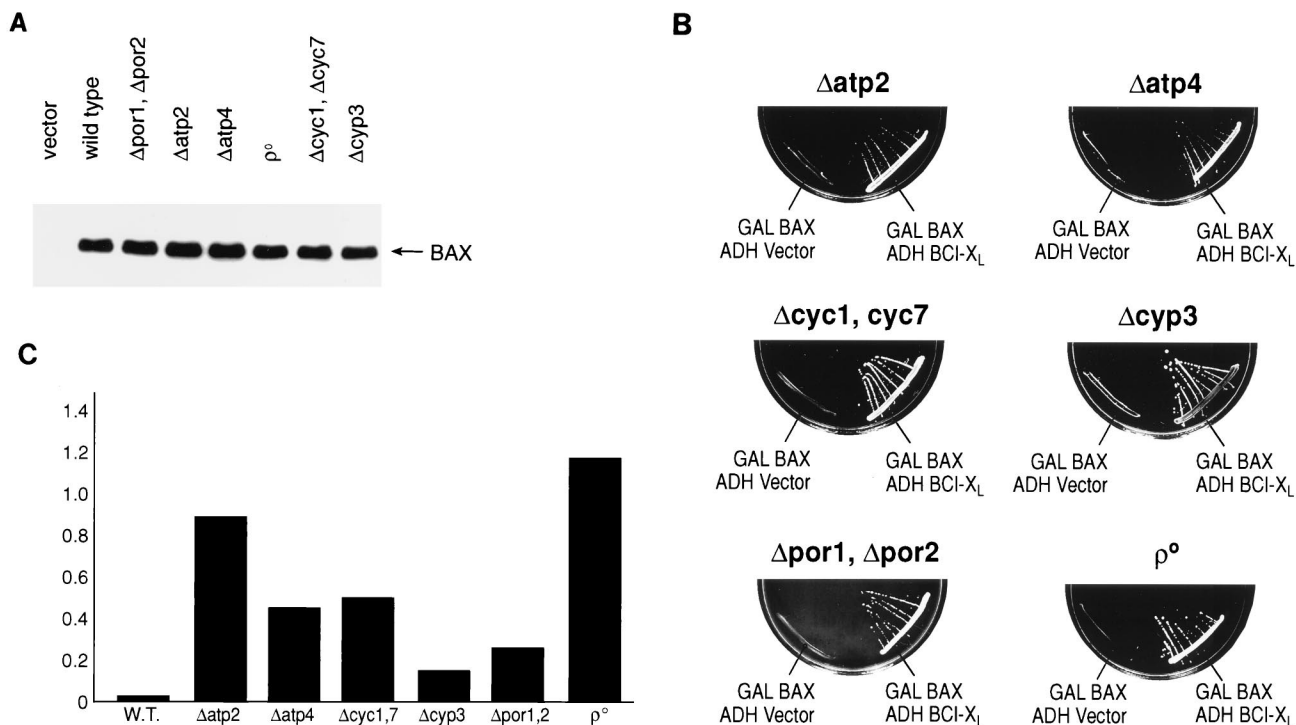 A
vector
wild type
Δpor1, Δpor2
Δatp2
Δatp4
ρ°
Δcyc1, Δcyc7
Δcyp3
BAX
B
Δatp2
GAL BAX
ADH Vector
GAL BAX
ADH BCl-XL
Δatp4
GAL BAX
ADH Vector
GAL BAX
ADH BCl-XL
Δcyc1, cyc7
GAL BAX
ADH Vector
GAL BAX
ADH BCl-XL
Δcyp3
GAL BAX
ADH Vector
GAL BAX
ADH BCl-XL
Δpor1, Δpor2
GAL BAX
ADH Vector
GAL BAX
ADH BCl-XL
ρ°
GAL BAX
ADH Vector
GAL BAX
ADH BCl-XL
C
1.4
1.2
1.0
0.8
0.6
0.4
0.2
0
W.T.
Δatp2
Δatp4
Δcyc1,7
Δcyp3
Δpor1,2
ρ°